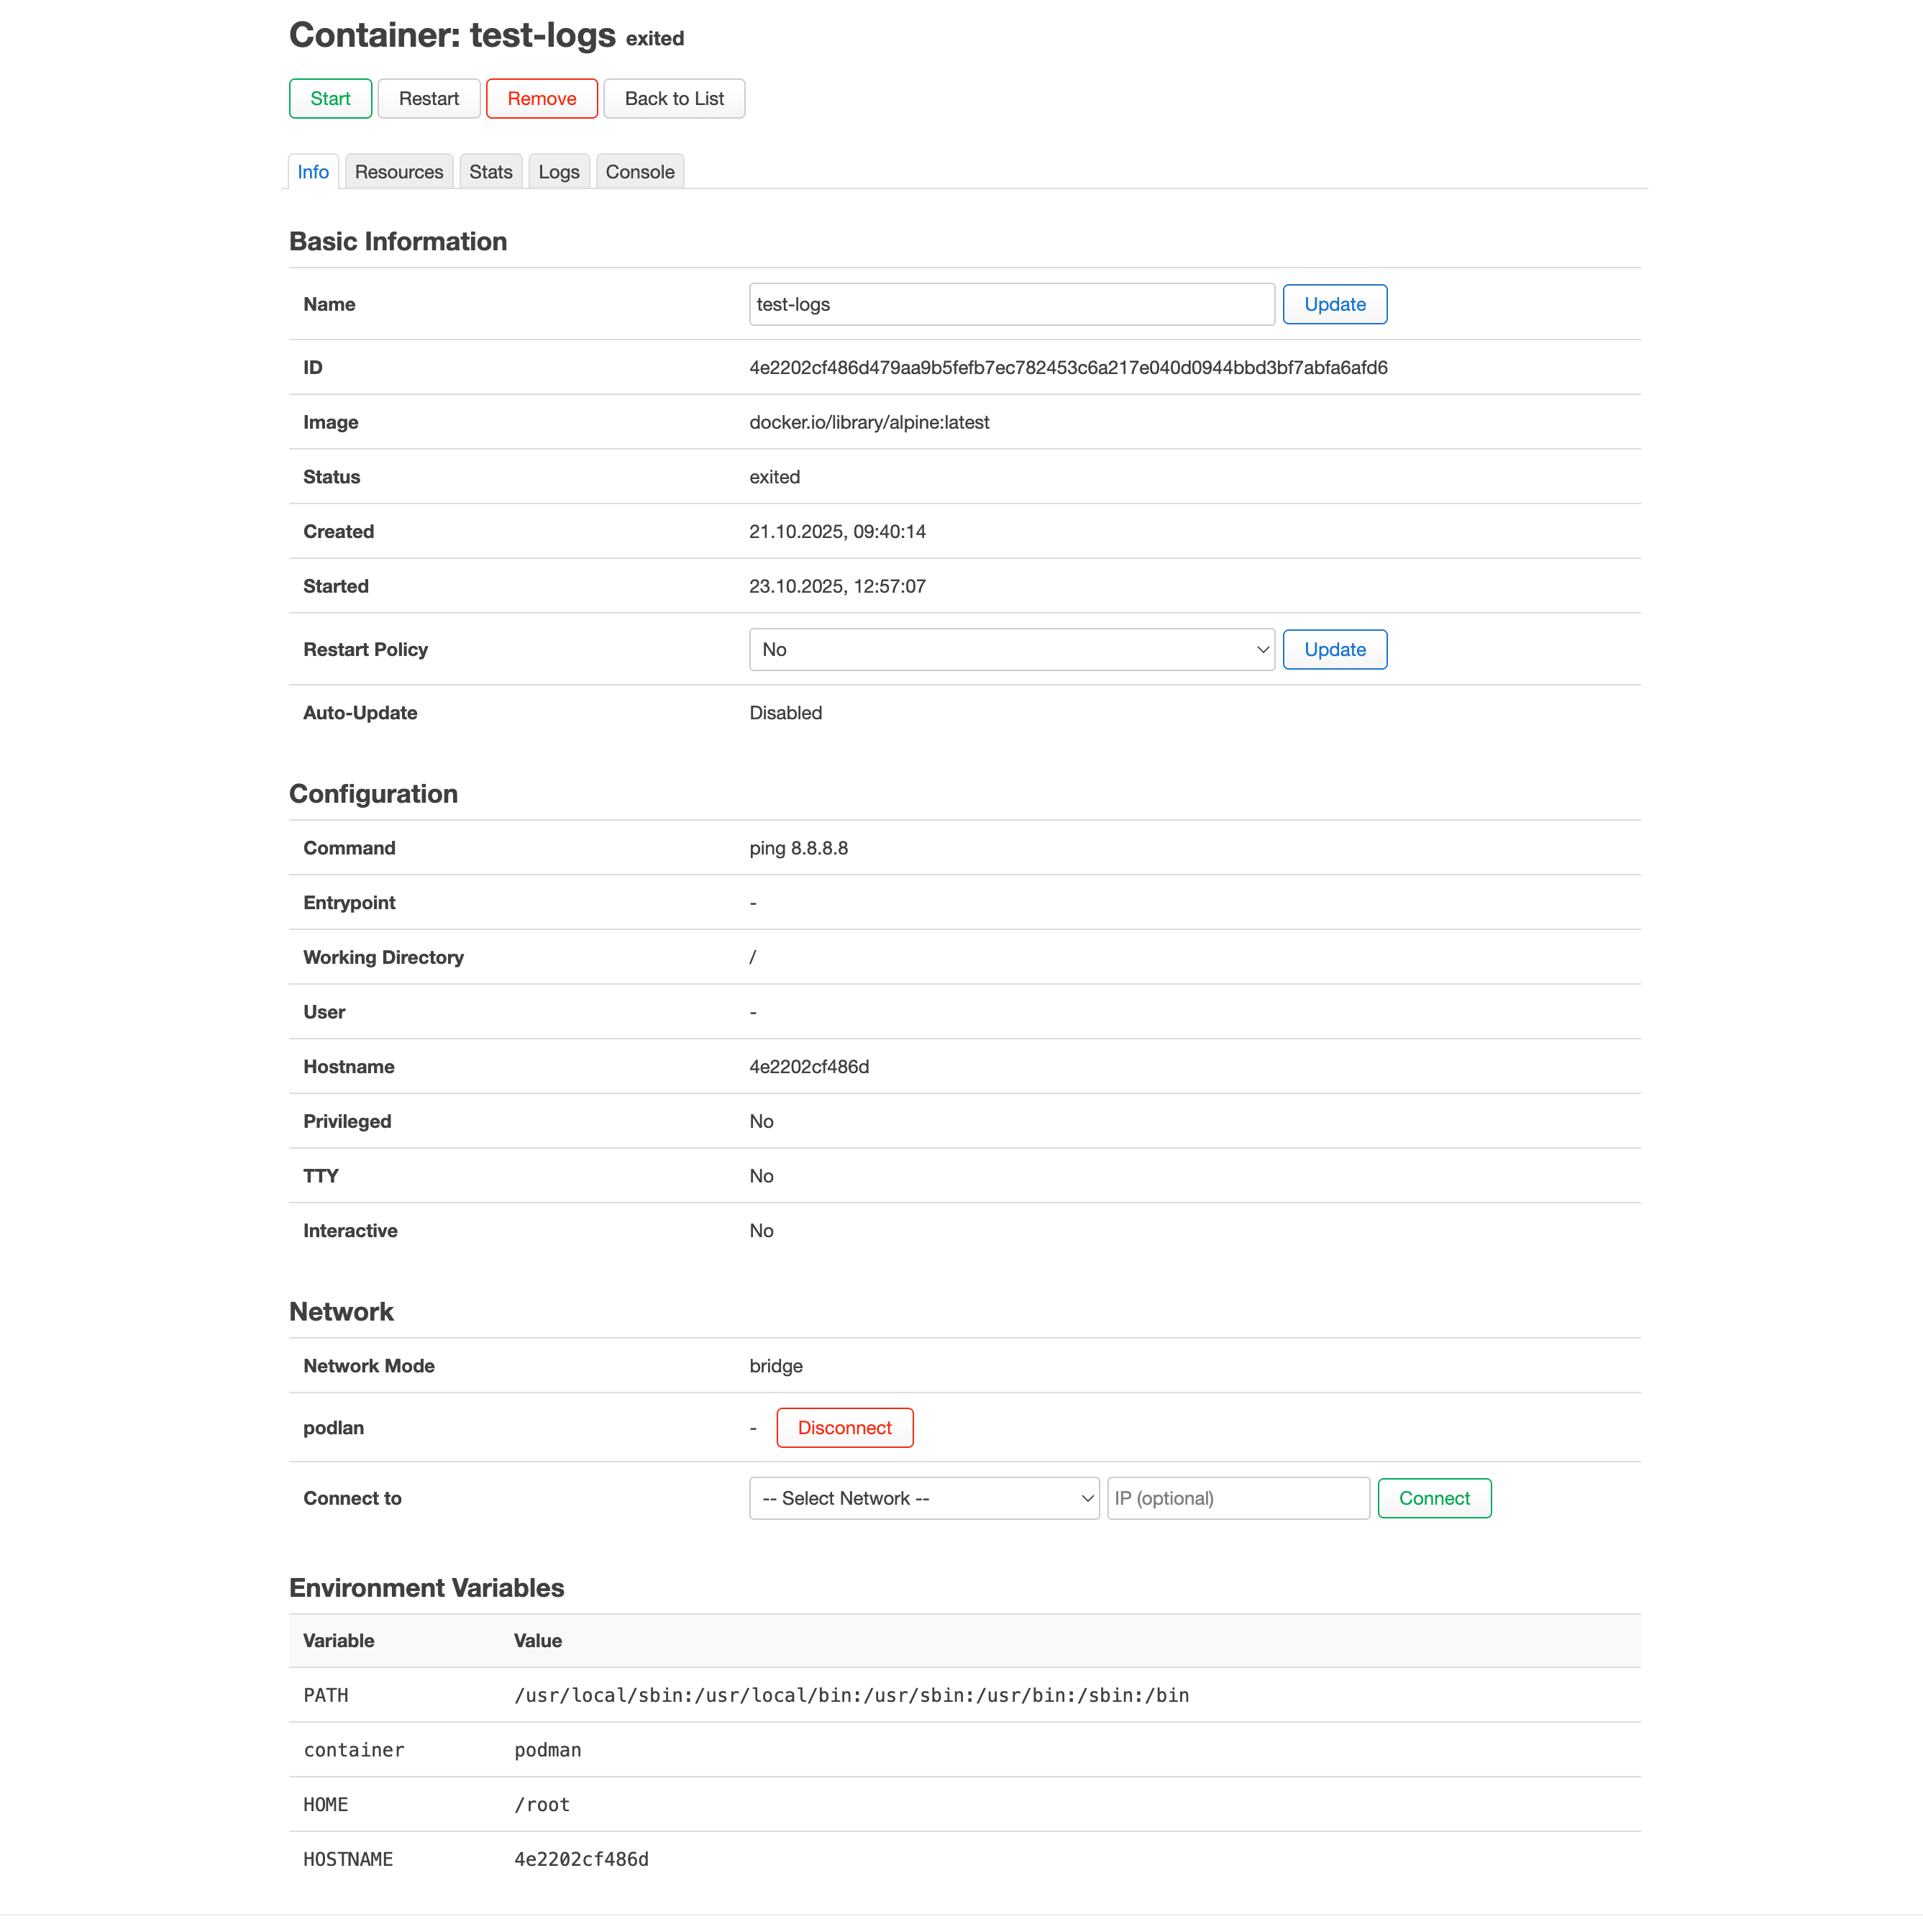 Container: test-logs exited
Start Restart Remove Back to List
Info Resources Stats Logs Console
Basic Information
Name test-logs Update
ID 4e2202cf486d479aa9b5fefb7ec782453c6a217e040d0944bbd3bf7abfa6afd6
Image docker.io/library/alpine:latest
Status exited
Created 21.10.2025, 09:40:14
Started 23.10.2025, 12:57:07
Restart Policy No Update
Auto-Update Disabled
Configuration
Command ping 8.8.8.8
Entrypoint -
Working Directory /
User -
Hostname 4e2202cf486d
Privileged No
TTY No
Interactive No
Network
Network Mode bridge
podlan - Disconnect
Connect to -- Select Network -- IP (optional) Connect
Environment Variables
Variable Value
PATH /usr/local/sbin:/usr/local/bin:/usr/sbin:/usr/bin:/sbin:/bin
container podman
HOME /root
HOSTNAME 4e2202cf486d